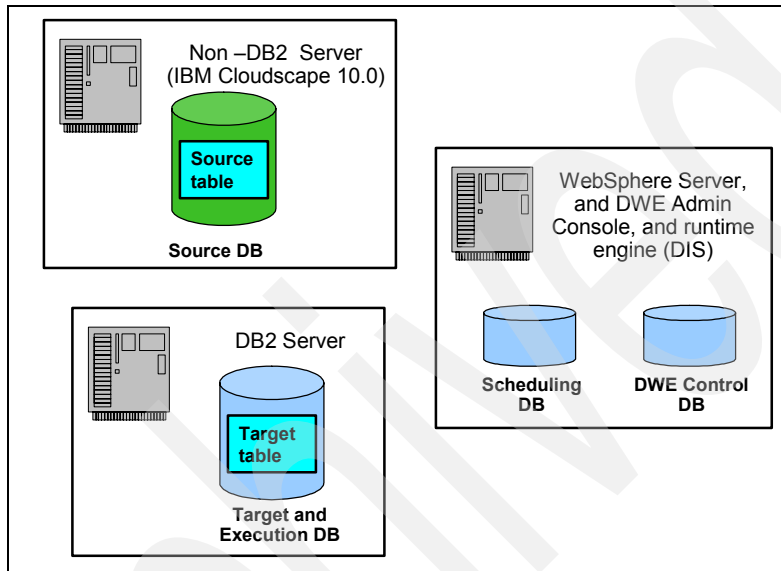 Non –DB2 Server
(IBM Cloudscape 10.0)
Source
table
Source DB
DB2 Server
Target
table
Target and
Execution DB
WebSphere Server,
and DWE Admin
Console, and runtime
engine (DIS)
Scheduling
DB
DWE Control
DB